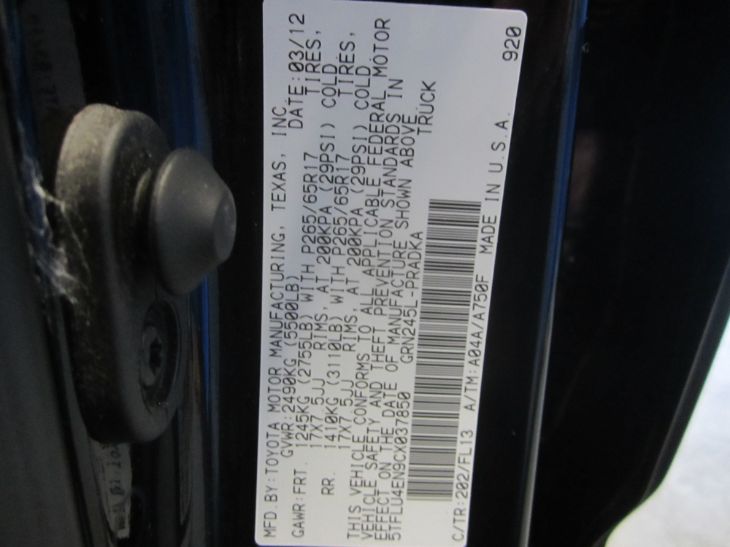 MFD.BY:TOYOTA MOTOR MANUFACTURING, TEXAS, INC.
GVWR:2490KG (5500LB) DATE:03/12
GAWR:FRT. 1245KG (2755LB) WITH P265/65R17 TIRES,
17X7.5JJ RIMS, AT 200KPA (29PSI) COLD
RR. 1410KG (3110LB) WITH P265/65R17 TIRES,
17X7.5JJ RIMS, AT 200KPA (29PSI) COLD.
THIS VEHICLE CONFORMS TO ALL APPLICABLE FEDERAL MOTOR
VEHICLE SAFETY AND THEFT PREVENTION STANDARDS IN
EFFECT ON THE DATE OF MANUFACTURE SHOWN ABOVE.
5TFLU4EN9CX037850 GRN245L-PRADKA TRUCK
C/TR:202/FL13 A/TM:A04A/A750F MADE IN U.S.A. 920